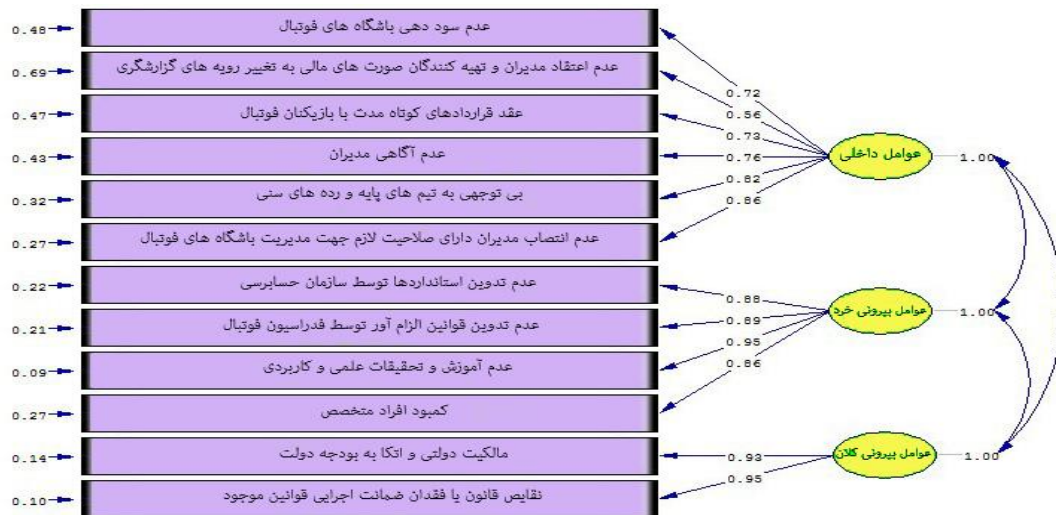 0.48 عدم سود دهی باشگاه های فوتبال
0.69 عدم اعتقاد مدیران و تهیه کنندگان صورت های مالی به تغییر رویه های گزارشگری
0.47 عقد قراردادهای کوتاه مدت با بازیکنان فوتبال
0.43 عدم آگاهی مدیران
0.32 بی توجهی به تیم های پایه و رده های سنی
0.27 عدم انتصاب مدیران دارای صلاحیت لازم جهت مدیریت باشگاه های فوتبال
0.22 عدم تدوین استانداردها توسط سازمان حسابرسی
0.21 عدم تدوین قوانین الزام آور توسط فدراسیون فوتبال
0.09 عدم آموزش و تحقیقات علمی و کاربردی
0.27 کمبود افراد متخصص
0.14 مالکیت دولتی و اتکا به بودجه دولت
0.10 نقایص قانون یا فقدان ضمانت اجرایی قوانین موجود
0.72
0.56
0.73
0.76
0.82
0.86
0.88
0.89
0.95
0.86
0.93
0.95
عوامل داخلی 1.00
عوامل بیرونی خرد 1.00
عوامل بیرونی کلان 1.00